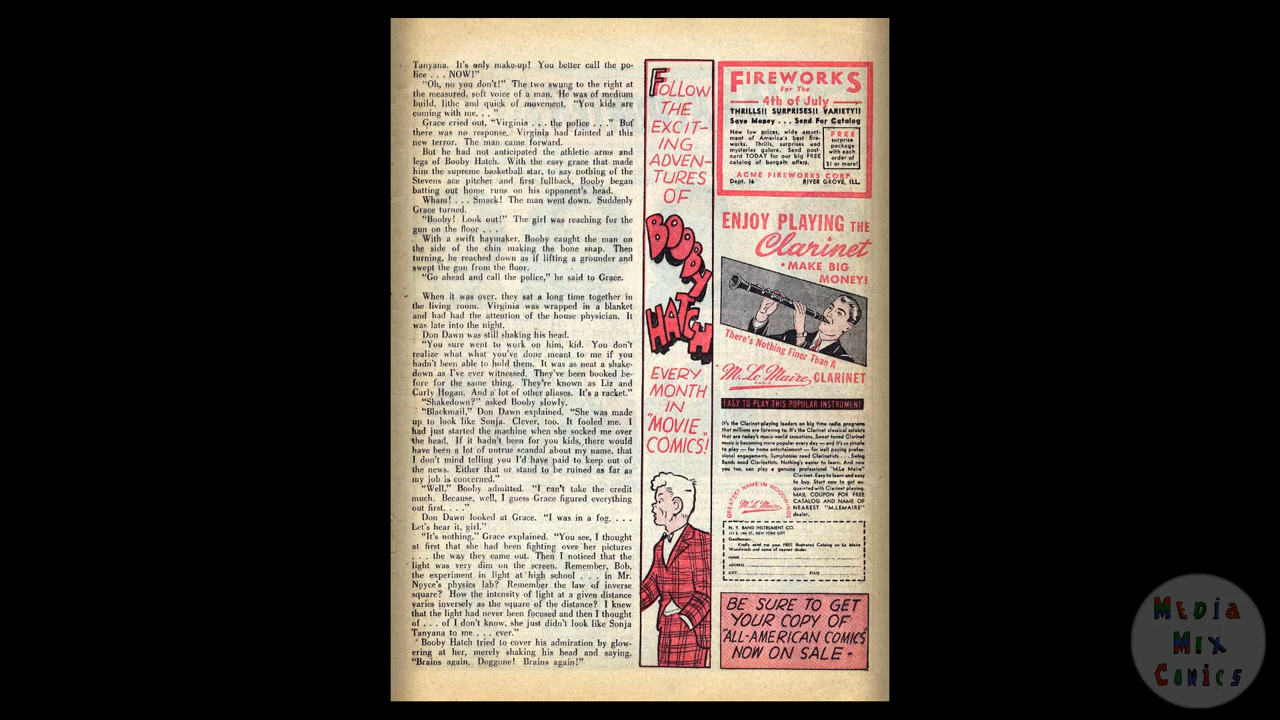 Tanyana. It's only make-up! You better call the po-
lice . . . NOW!"
"Oh, no you don't!" The two swung to the right at
the measured, soft voice of a man. He was of medium
build, lithe and quick of movement. "You kids are
coming with me. . . "
Grace cried out, "Virginia . . . the police . . ." But
there was no response. Virginia had fainted at this
new terror. The man came forward.
But he had not anticipated the athletic arms and
legs of Booby Hatch. With the easy grace that made
him the supreme basketball star, to say nothing of the
Stevens ace pitcher and first fullback, Booby began
batting out home runs on his opponent's head.
Wham! . . . Smack! The man went down. Suddenly
Grace turned.
"Booby! Look out!" The girl was reaching for the
gun on the floor . . .
With a swift haymaker, Booby caught the man on
the side of the chin making the bone snap. Then
turning, he reached down as if lifting a grounder and
swept the gun from the floor.
"Go ahead and call the police," he said to Grace.
When it was over, they sat a long time together in
the living room. Virginia was wrapped in a blanket
and had had the attention of the house physician. It
was late into the night.
Don Dawn was still shaking his head.
"You sure went to work on him, kid. You don't
realize what what you've done meant to me if you
hadn't been able to hold them. It was as neat a shake-
down as I've ever witnessed. They've been booked be-
fore for the same thing. They're known as Liz and
Curly Hogan. And a lot of other aliases. It's a racket."
"Shakedown?" asked Booby slowly.
"Blackmail," Don Dawn explained. "She was made
up to look like Sonja. Clever, too. It fooled me. I
had just started the machine when she socked me over
the head. If it hadn't been for you kids, there would
have been a lot of untrue scandal about my name, that
I don't mind telling you I'd have paid to keep out of
the news. Either that or stand to be ruined as far as
my job is concerned."
"Well," Booby admitted. "I can't take the credit
much. Because, well, I guess Grace figured everything
out first. . . ."
Don Dawn looked at Grace. "I was in a fog. . . .
Let's hear it, girl."
"It's nothing," Grace explained. "You see, I thought
at first that she had been fighting over her pictures
. . . . the way they came out. Then I noticed that the
light was very dim on the screen. Remember, Bob,
the experiment in light at high school . . . . in Mr.
Noyce's physics lab? Remember the law of inverse
square? How the intensity of light at a given distance
varies inversely as the square of the distance? I knew
that the light had never been focused and then I thought
of . . . of I don't know, she just didn't look like Sonja
Tanyana to me . . . ever."
Booby Hatch tried to cover his admiration by glow-
ering at her, merely shaking his head and saying,
"Brains again. Doggone! Brains again!"
FOLLOW
THE
EXCIT-
ING
ADVEN-
TURES
OF
BOOBY
HATCH
EVERY
MONTH
IN
"MOVIE
COMICS!
FIREWORKS
For The
4th of July
THRILLS!! SURPRISES!! VARIETY!!
Save Money . . . Send For Catalog
New low prices, wide assort-
ment of America's best fire-
works. Thrills, surprises and
mysteries galore. Send post-
card TODAY for our big FREE
catalog of bargain offers.
FREE
surprise
package
with each
order of
$1 or more!
ACME FIREWORKS CORP.
Dept. 16 RIVER GROVE, ILL.
ENJOY PLAYING THE
Clarinet
• MAKE BIG
MONEY!
There's Nothing Finer Than A
M. Le Maire CLARINET
PARIS
EASY TO PLAY THIS POPULAR INSTRUMENT
It's the Clarinet-playing leaders on big time radio programs
that millions are listening to. It's the Clarinet classical soloists
that are today's music world sensations. Sweet toned Clarinet
music is becoming more popular every day — and it's so simple
to play — for home entertainment — for well paying profes-
sional engagements. Symphonies need Clarinetists . . . Swing
Bands need Clarinetists. Nothing's easier to learn. And now
you too, can play a genuine professional "M.Le Maire"
Clarinet. Easy to learn and easy
to buy. Start now to get ac-
quainted with Clarinet playing.
MAIL COUPON FOR FREE
CATALOG AND NAME OF
NEAREST "M.LEMAIRE"
dealer.
GREATEST NAME IN WOODWINDS
M. Le Maire
N. Y. BAND INSTRUMENT CO.
111 E. 14th ST., NEW YORK CITY
Gentlemen:
Kindly send me your FREE Illustrated Catalog on Le Maire
Woodwinds and name of nearest dealer.
NAME
ADDRESS
CITY STATE
BE SURE TO GET
YOUR COPY OF
"ALL-AMERICAN COMICS
NOW ON SALE -
MEDia
Mix
Comics